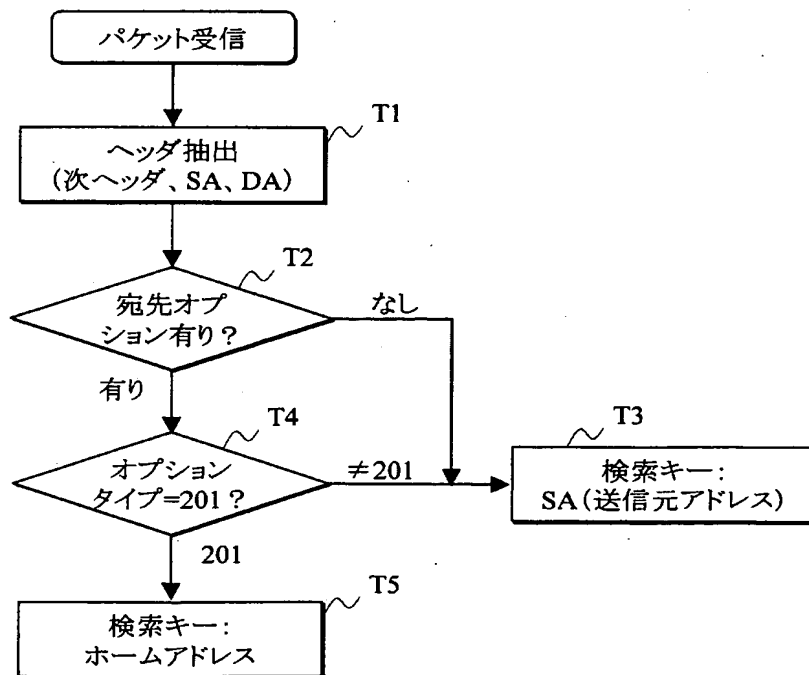 パケット受信
T1
ヘッダ抽出
(次ヘッダ、SA、DA)
T2
宛先オプ
ション有り?
なし
有り
T4
オプション
タイプ=201?
≠201
T3
検索キー:
SA(送信元アドレス)
201
T5
検索キー:
ホームアドレス